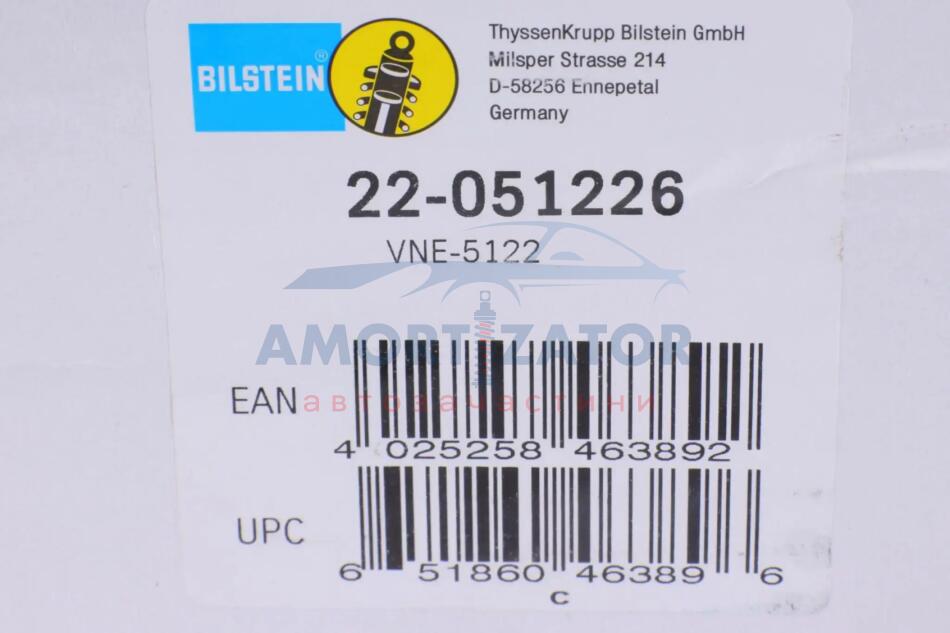 BILSTEIN®
ThyssenKrupp Bilstein GmbH
Milsper Strasse 214
D-58256 Ennepetal
Germany
22-051226
VNE-5122
AMORTIZATOR
автозапчастини
EAN
4 025258 463892
UPC
6 51860 46389 6
C